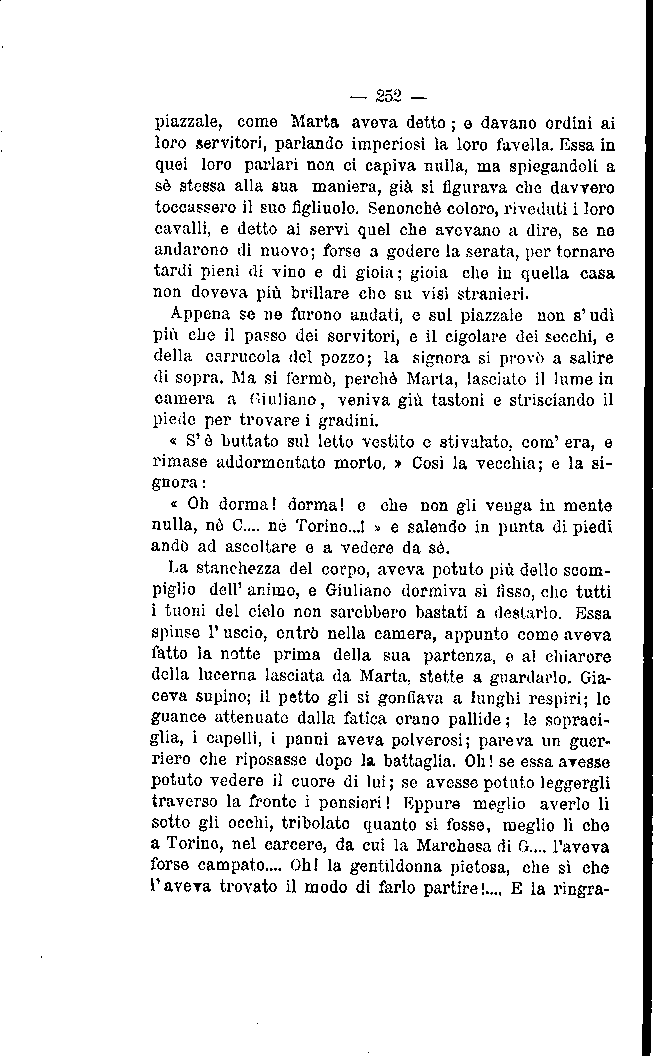 — 252 —
piazzale, come Marta aveva detto; e davano ordini ai
loro servitori, parlando imperiosi la loro favella. Essa in
quei loro parlari non ci capiva nulla, ma spiegandoli a
sè stessa alla sua maniera, già si figurava che davvero
toccassero il suo figliuolo. Senonchè coloro, riveduti i loro
cavalli, e detto ai servi quel che avevano a dire, se ne
andarono di nuovo; forse a godere la serata, per tornare
tardi pieni di vino e di gioia; gioia che in quella casa
non doveva più brillare che su visi stranieri.
Appena se ne furono andati, e sul piazzale non s'udì
più che il passo dei servitori, e il cigolare dei secchi, e
della carrucola del pozzo; la signora si provò a salire
di sopra. Ma si fermò, perchè Marta, lasciato il lume in
camera a Giuliano, veniva giù tastoni e strisciando il
piede per trovare i gradini.
« S'è buttato sul letto vestito e stivalato, com'era, e
rimase addormentato morto. » Così la vecchia; e la si-
gnora:
« Oh dorma! dorma! e che non gli venga in mente
nulla, nè C.... nè Torino...! » e salendo in punta di piedi
andò ad ascoltare e a vedere da sè.
La stanchezza del corpo, aveva potuto più dello scom-
piglio dell'animo, e Giuliano dormiva sì fisso, che tutti
i tuoni del cielo non sarebbero bastati a destarlo. Essa
spinse l'uscio, entrò nella camera, appunto come aveva
fatto la notte prima della sua partenza, e al chiarore
della lucerna lasciata da Marta, stette a guardarlo. Gia-
ceva supino; il petto gli si gonfiava a lunghi respiri; le
guance attenuate dalla fatica erano pallide; le sopraci-
glia, i capelli, i panni aveva polverosi; pareva un guer-
riero che riposasse dopo la battaglia. Oh! se essa avesse
potuto vedere il cuore di lui; se avesse potuto leggergli
traverso la fronte i pensieri! Eppure meglio averlo lì
sotto gli occhi, tribolato quanto si fosse, meglio lì che
a Torino, nel carcere, da cui la Marchesa di G.... l'aveva
forse campato.... Oh! la gentildonna pietosa, che sì che
l'aveva trovato il modo di farlo partire!.... E la ringra-